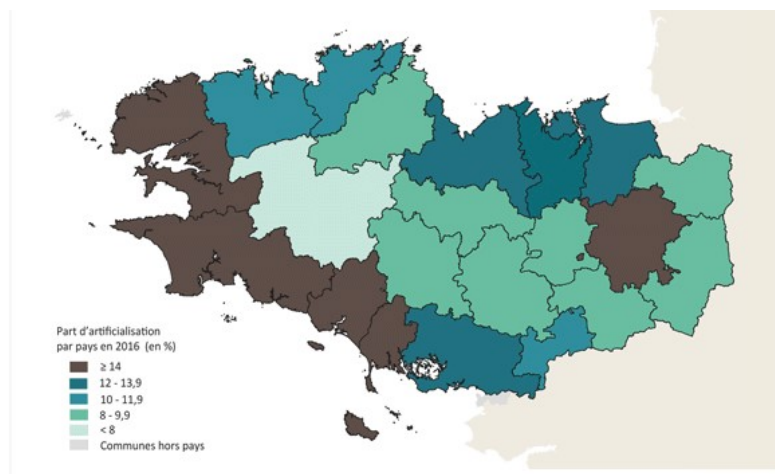 Part d'artificialisation
par pays en 2016 (en %)
≥ 14
12 - 13,9
10 - 11,9
8 - 9,9
< 8
Communes hors pays